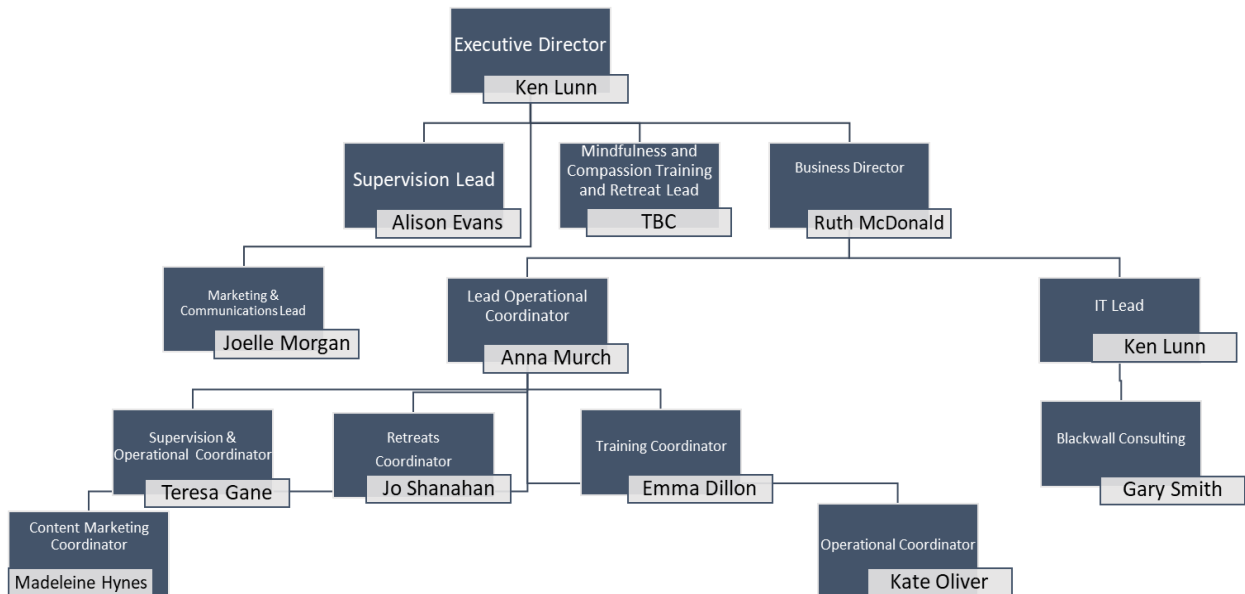 Executive Director
Ken Lunn
Supervision Lead
Alison Evans
Mindfulness and
Compassion Training
and Retreat Lead
TBC
Business Director
Ruth McDonald
Marketing &
Communications Lead
Joelle Morgan
Lead Operational
Coordinator
Anna Murch
IT Lead
Ken Lunn
Supervision &
Operational Coordinator
Teresa Gane
Retreats
Coordinator
Jo Shanahan
Training Coordinator
Emma Dillon
Blackwall Consulting
Gary Smith
Content Marketing
Coordinator
Madeleine Hynes
Operational Coordinator
Kate Oliver